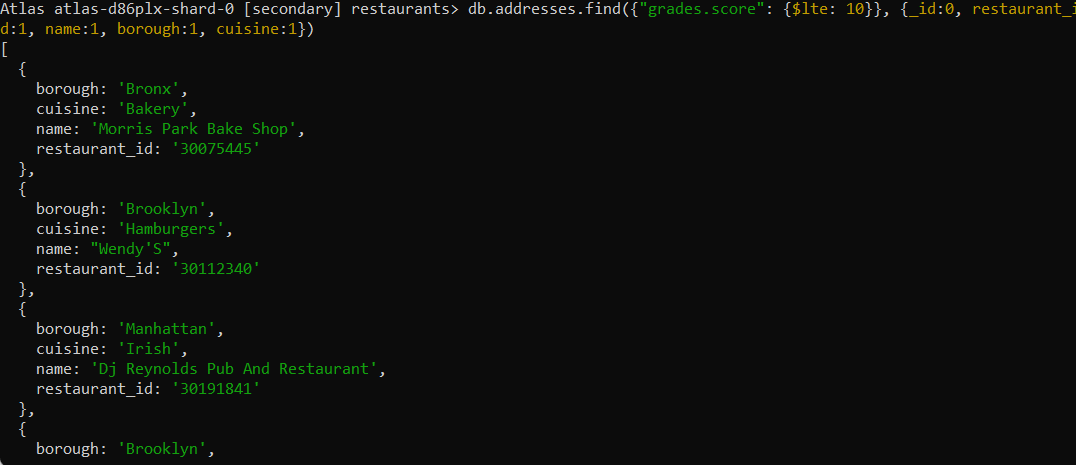 Atlas atlas-d86plx-shard-0 [secondary] restaurants> db.addresses.find({"grades.score": {$lte: 10}}, {_id:0, restaurant_i
d:1, name:1, borough:1, cuisine:1})
[
  {
    borough: 'Bronx',
    cuisine: 'Bakery',
    name: 'Morris Park Bake Shop',
    restaurant_id: '30075445'
  },
  {
    borough: 'Brooklyn',
    cuisine: 'Hamburgers',
    name: "Wendy'S",
    restaurant_id: '30112340'
  },
  {
    borough: 'Manhattan',
    cuisine: 'Irish',
    name: 'Dj Reynolds Pub And Restaurant',
    restaurant_id: '30191841'
  },
  {
    borough: 'Brooklyn',